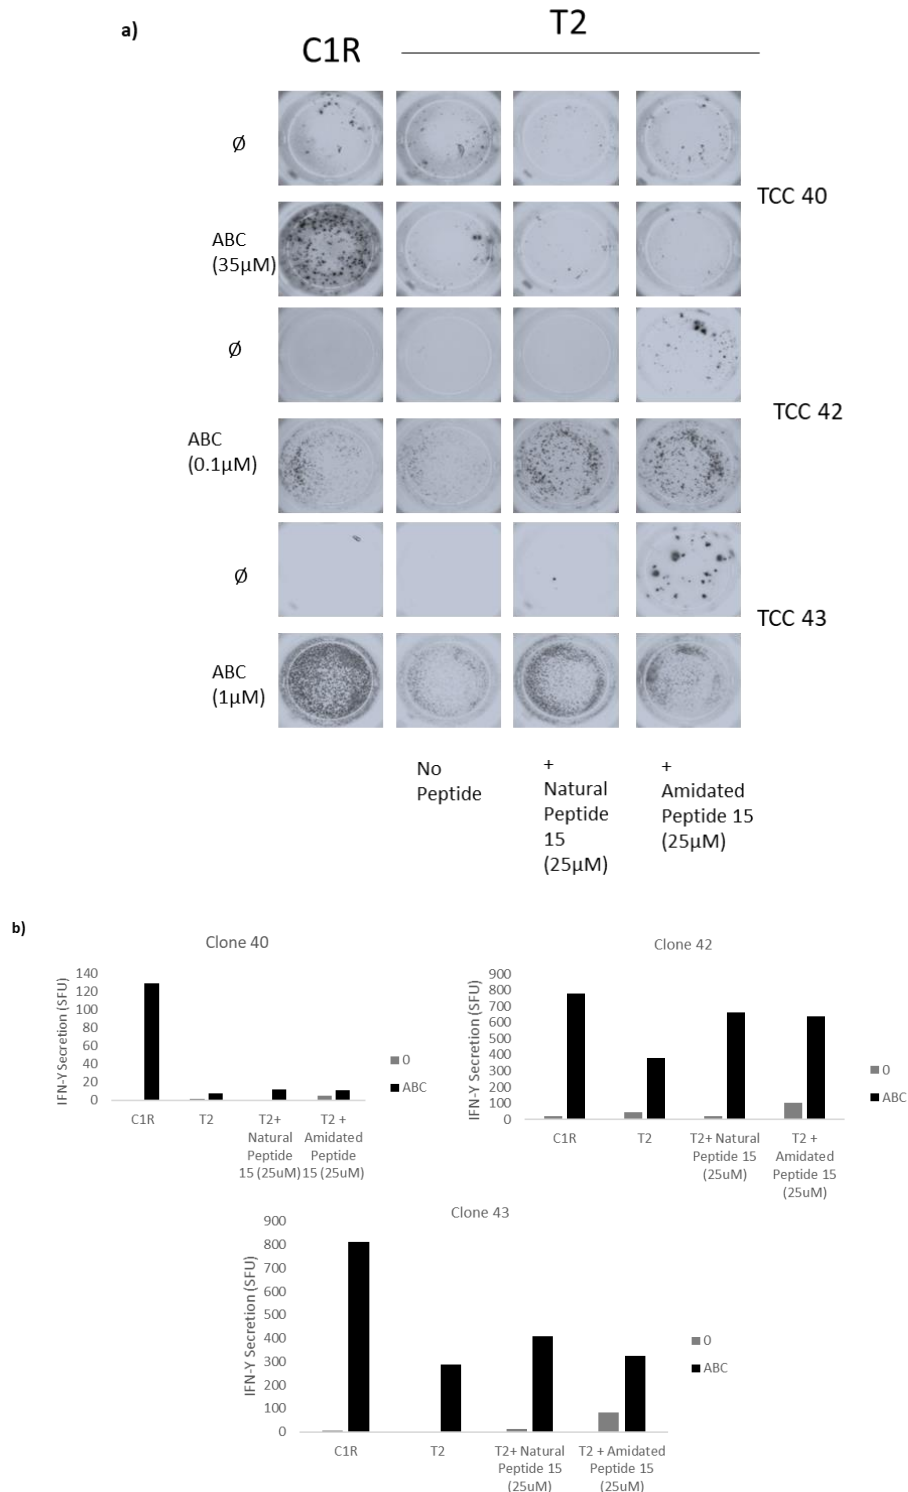 a)
C1R
T2
Ø
TCC 40
ABC
(35µM)
Ø
TCC 42
ABC
(0.1µM)
Ø
TCC 43
ABC
(1µM)
No
Peptide
+
Natural
Peptide
15
(25µM)
+
Amidated
Peptide 15
(25µM)
b)
Clone 40
IFN-Y Secretion (SFU)
140
120
100
80
60
40
20
0
C1R
T2
T2+
Natural
Peptide
15 (25uM)
T2 +
Amidated
Peptide
15 (25uM)
0
ABC
Clone 42
IFN-Y Secretion (SFU)
900
800
700
600
500
400
300
200
100
0
C1R
T2
T2+ Natural
Peptide 15
(25uM)
T2 +
Amidated
Peptide 15
(25uM)
0
ABC
Clone 43
IFN-Y Secretion (SFU)
900
800
700
600
500
400
300
200
100
0
C1R
T2
T2+ Natural
Peptide 15
(25uM)
T2 + Amidated
Peptide 15
(25uM)
0
ABC